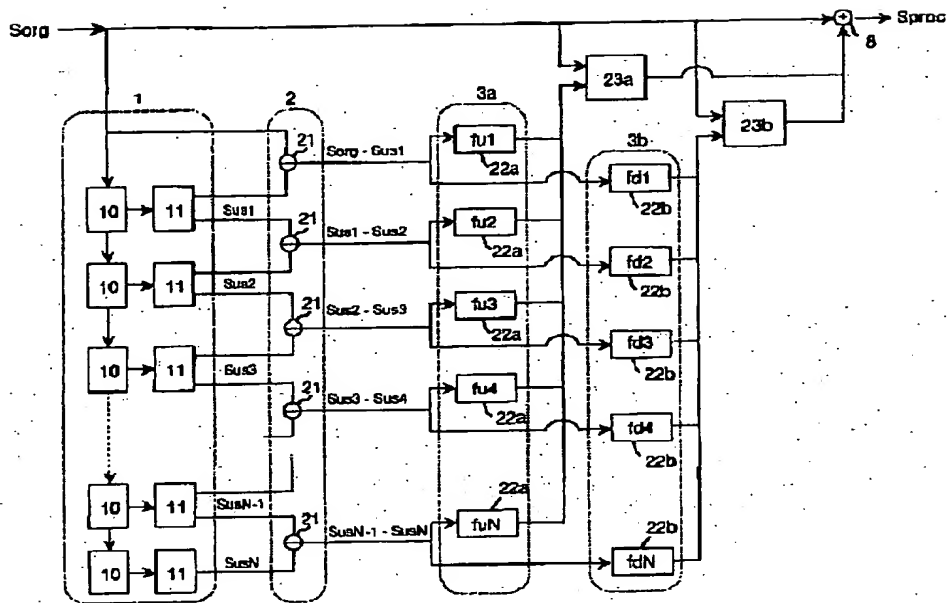 Sorg
Sproc
8
23a
23b
1
2
3a
3b
21
Sorg - Sus1
fu1
22a
fd1
22b
10
11
Sus1
21
Sus1 - Sus2
fu2
22a
fd2
22b
10
11
Sus2
21
Sus2 - Sus3
fu3
22a
fd3
22b
10
11
Sus3
21
Sus3 - Sus4
fu4
22a
fd4
22b
10
11
SusN-1
21
SusN-1 - SusN
22a
fuN
22b
fdN
10
11
SusN